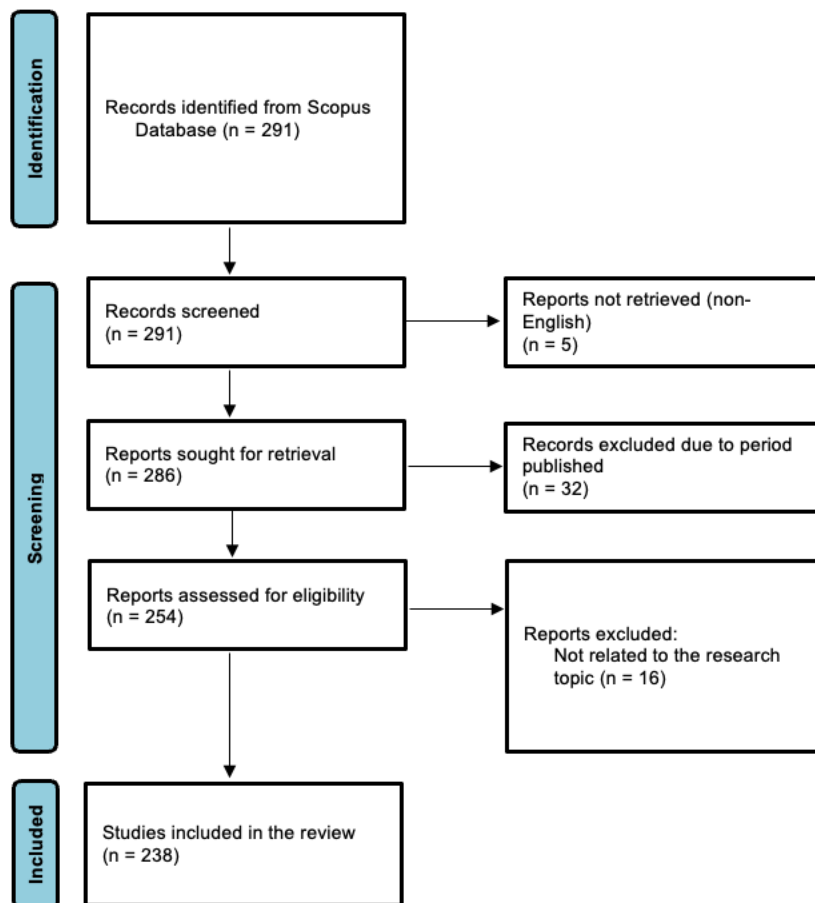 Identification
Records identified from Scopus
Database (n = 291)
Screening
Records screened
(n = 291)
Reports not retrieved (non-
English)
(n = 5)
Reports sought for retrieval
(n = 286)
Records excluded due to period
published
(n = 32)
Reports assessed for eligibility
(n = 254)
Reports excluded:
Not related to the research
topic (n = 16)
Included
Studies included in the review
(n = 238)